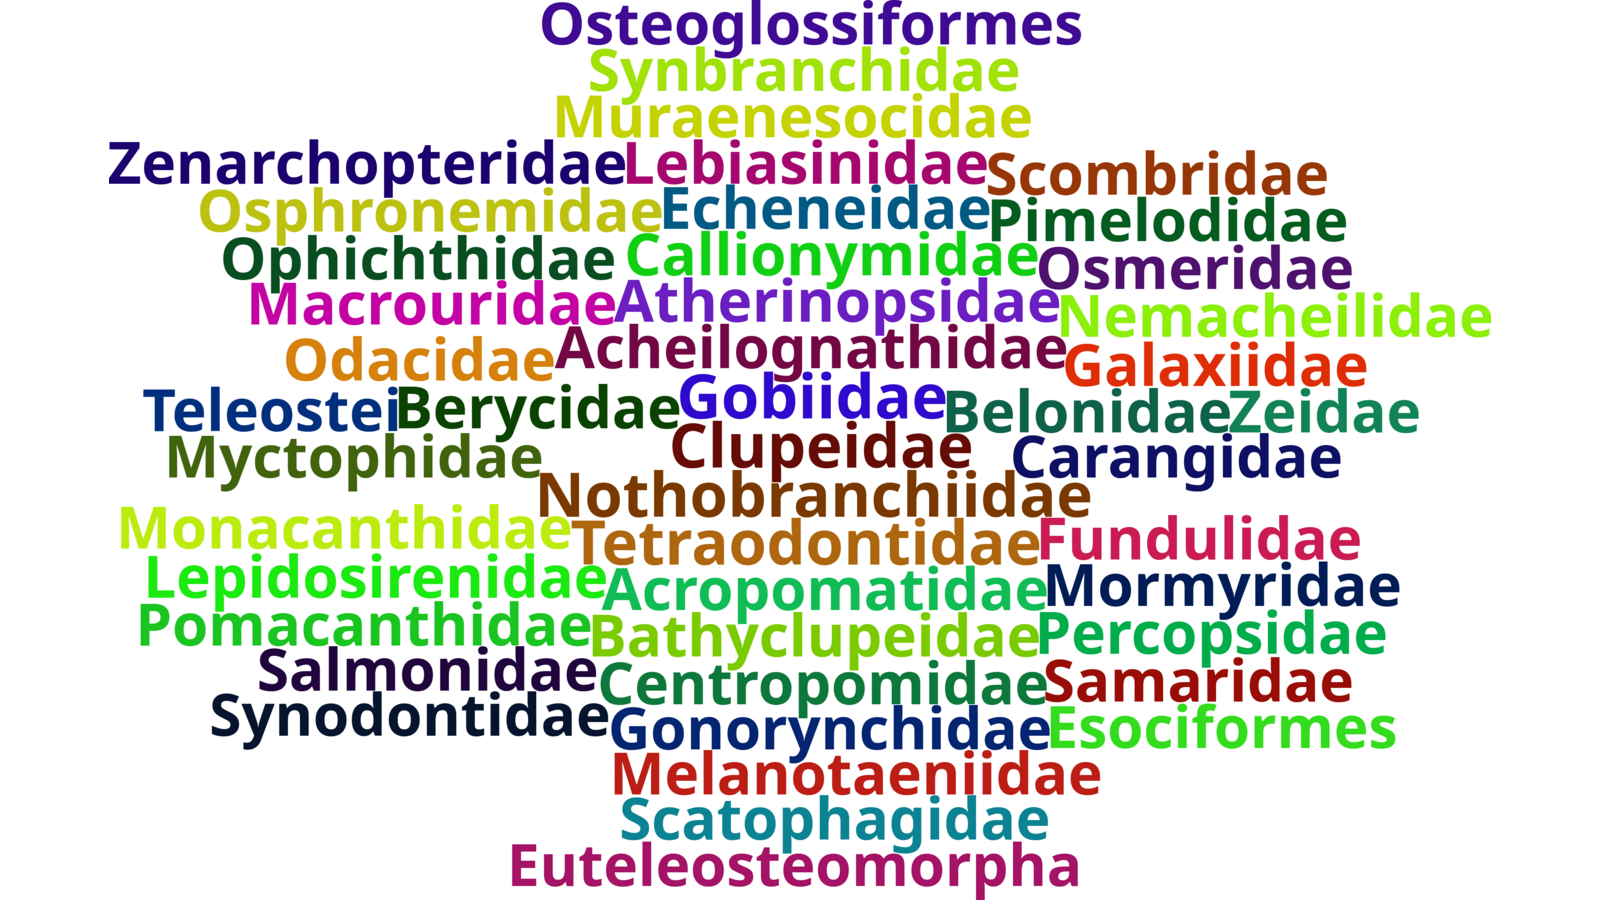 Osteoglossiformes
Synbranchidae
Muraenesocidae
Zenarchopteridae Lebiasinidae Scombridae
Osphronemidae Echeneidae Pimelodidae
Ophichthidae Callionymidae Osmeridae
Macrouridae Atherinopsidae Nemacheilidae
Odacidae Acheilognathidae Galaxiidae
Teleostei Berycidae Gobiidae Belonidae Zeidae
Myctophidae Clupeidae Carangidae
Nothobranchiidae
Monacanthidae Tetraodontidae Fundulidae
Lepidosirenidae Acropomatidae Mormyridae
Pomacanthidae Bathyclupeidae Percopsidae
Salmonidae Centropomidae Samaridae
Synodontidae Gonorynchidae Esociformes
Melanotaeniidae
Scatophagidae
Euteleosteomorpha